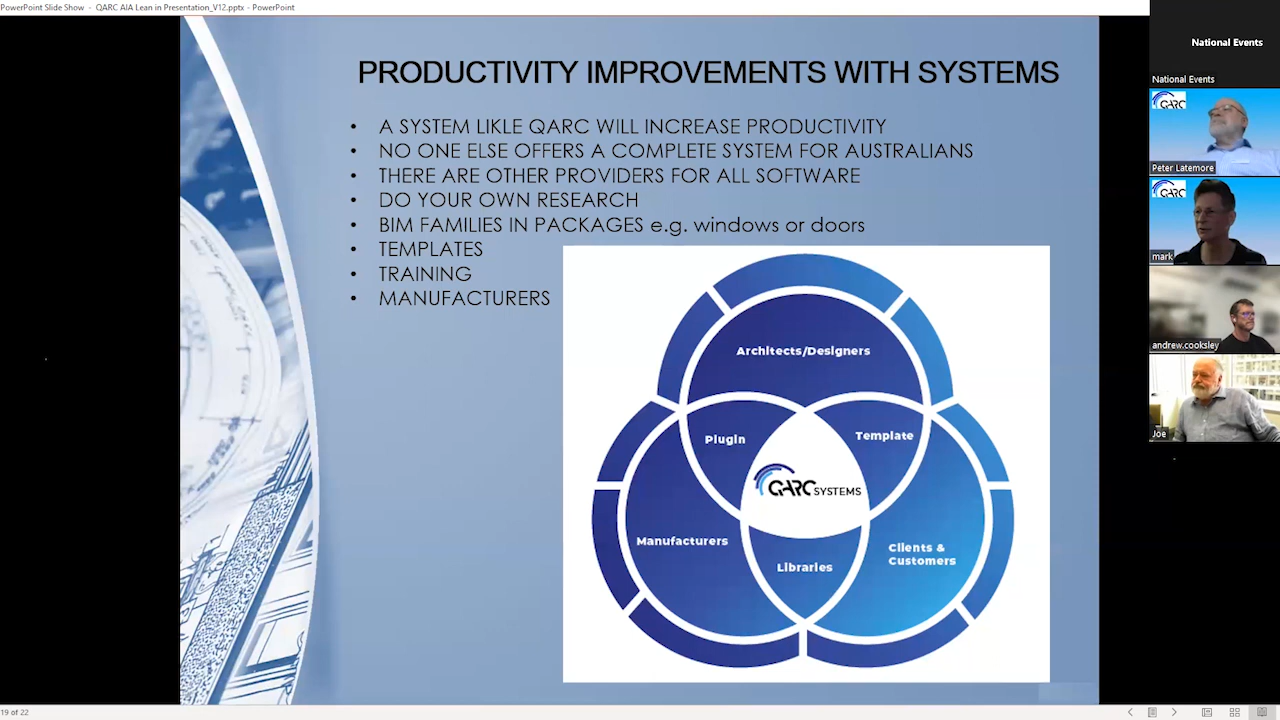 PowerPoint Slide Show - QARC AIA Lean in Presentation_V12.pptx - PowerPoint
PRODUCTIVITY IMPROVEMENTS WITH SYSTEMS
• A SYSTEM LIKLE QARC WILL INCREASE PRODUCTIVITY
• NO ONE ELSE OFFERS A COMPLETE SYSTEM FOR AUSTRALIANS
• THERE ARE OTHER PROVIDERS FOR ALL SOFTWARE
• DO YOUR OWN RESEARCH
• BIM FAMILIES IN PACKAGES e.g. windows or doors
• TEMPLATES
• TRAINING
• MANUFACTURERS
Architects/Designers
Plugin
Template
QARC SYSTEMS
Manufacturers
Clients &
Customers
Libraries
National Events
National Events
QARC
Peter Latemore
QARC
mark
andrew.cooksley
Joe
19 of 22